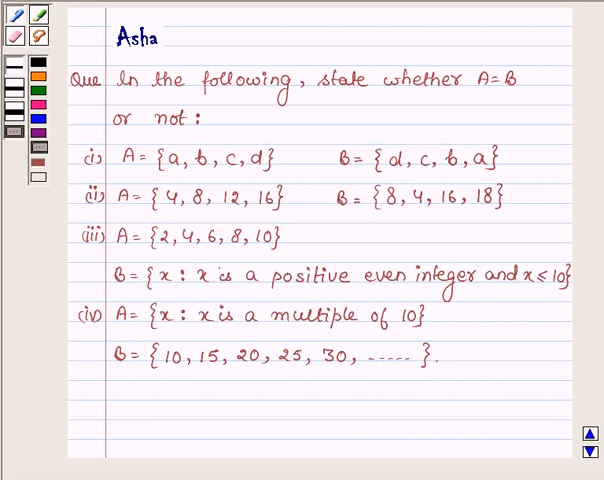 Asha
Que In the following, state whether A=B
or not:
(i) A = {a, b, c, d} B = {d, c, b, a}
(ii) A = {4, 8, 12, 16} B = {8, 4, 16, 18}
(iii) A = {2, 4, 6, 8, 10}
B = {x : x is a positive even integer and x ≤ 10}
(iv) A = {x : x is a multiple of 10}
B = {10, 15, 20, 25, 30, ----- }.